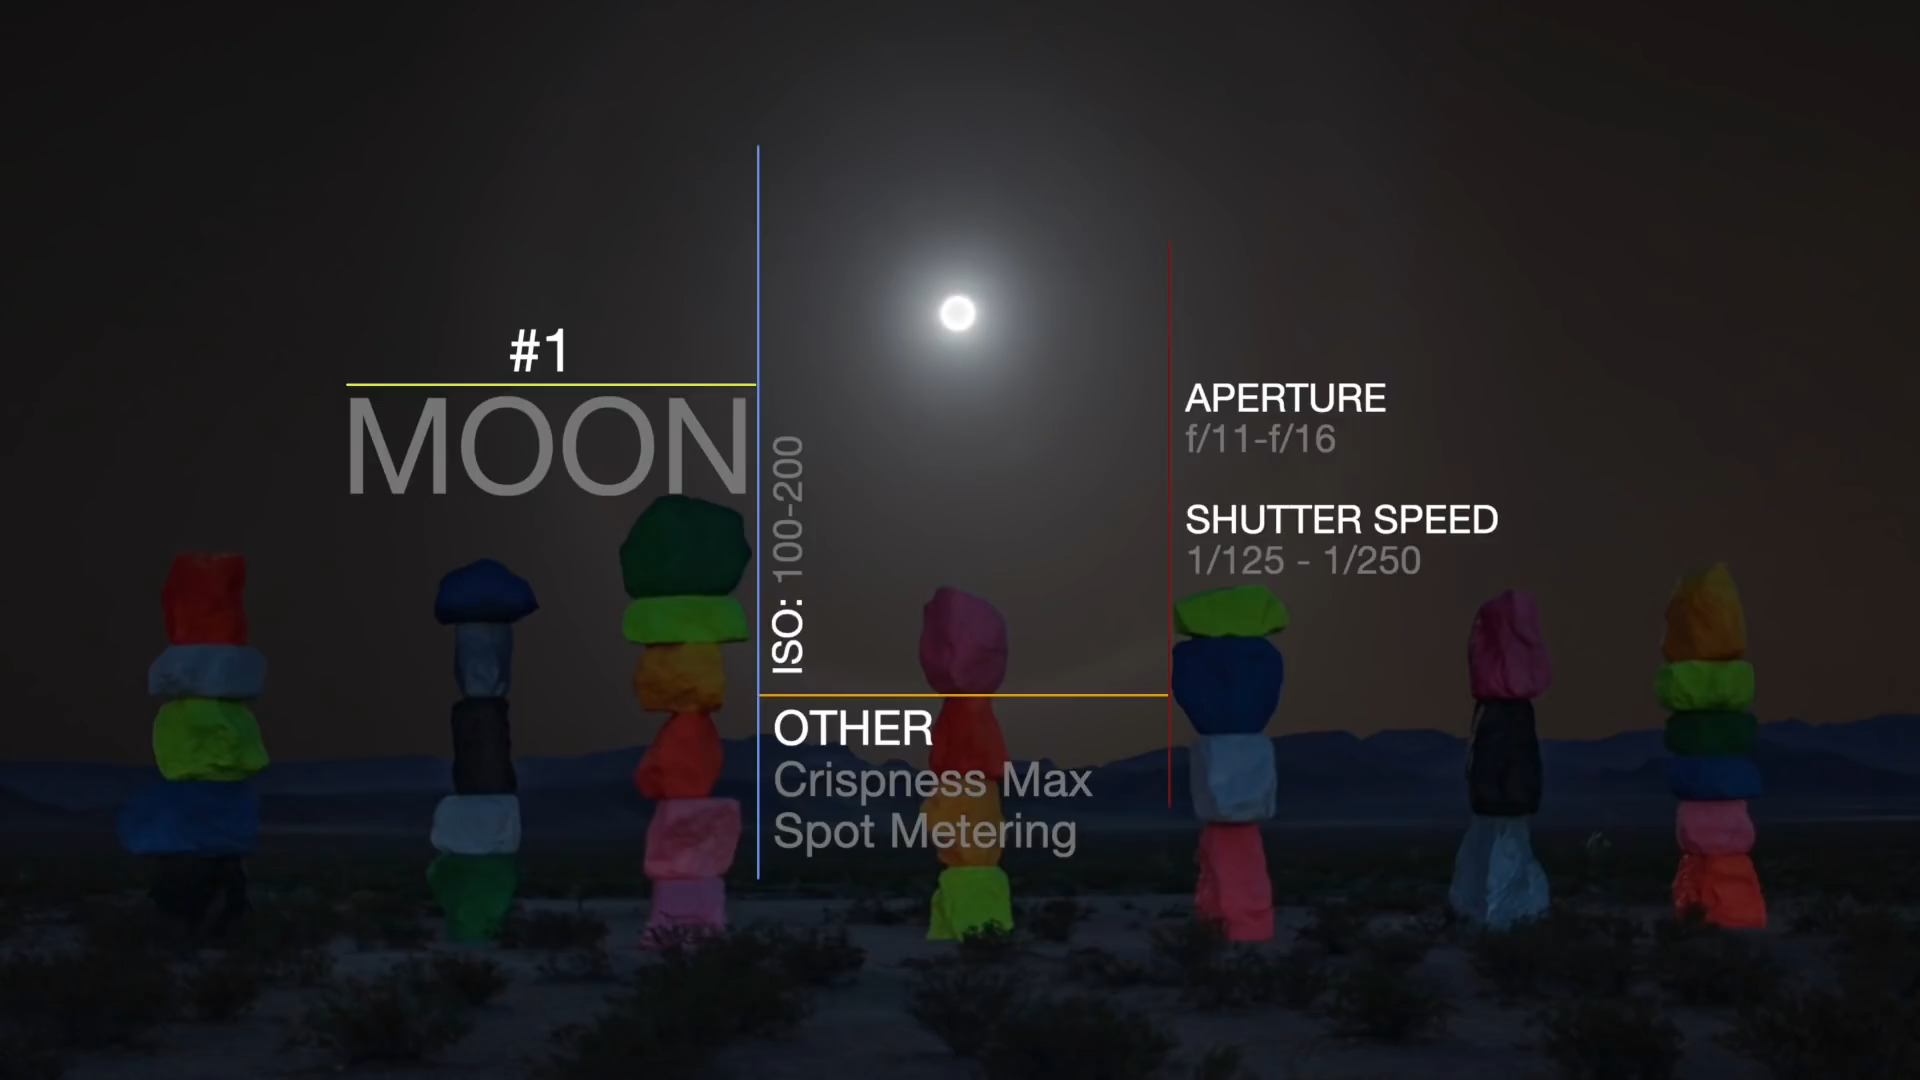 #1
MOON
ISO: 100-200
APERTURE
f/11-f/16
SHUTTER SPEED
1/125 - 1/250
OTHER
Crispness Max
Spot Metering